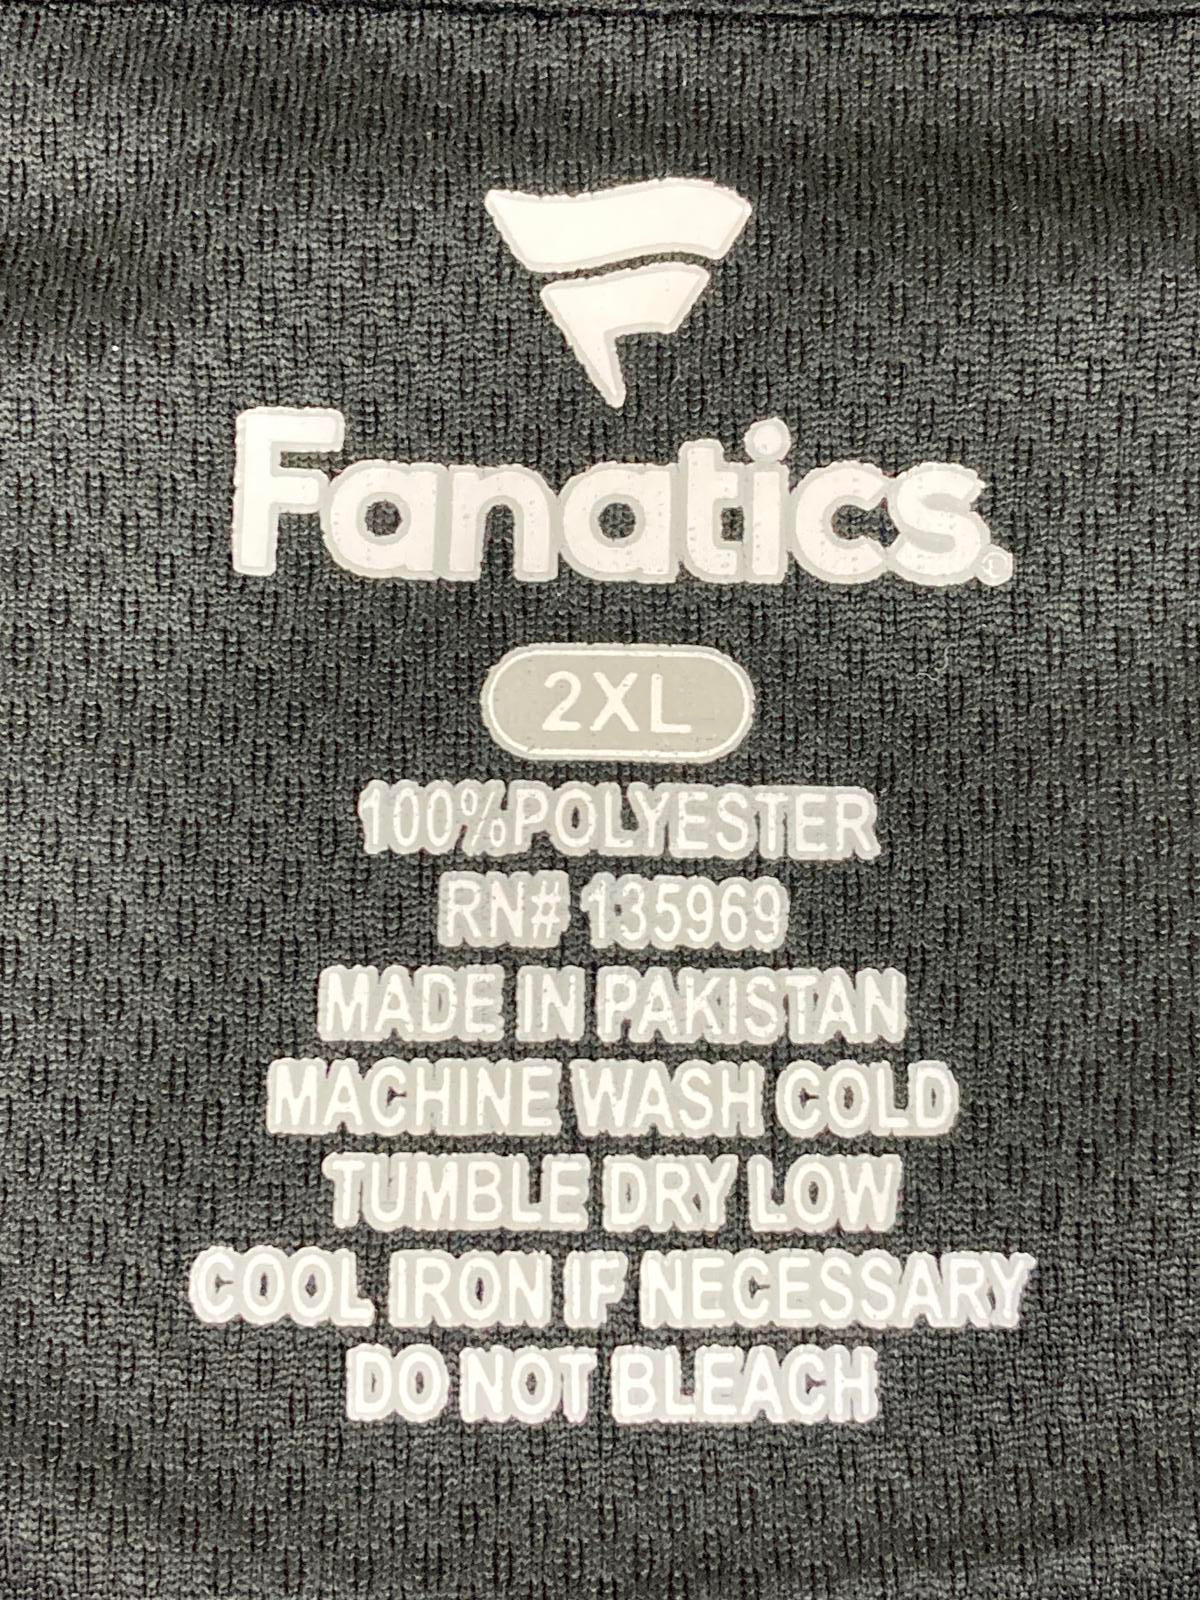 Fanatics
2XL
100% POLYESTER
RN# 135969
MADE IN PAKISTAN
MACHINE WASH COLD
TUMBLE DRY LOW
COOL IRON IF NECESSARY
DO NOT BLEACH